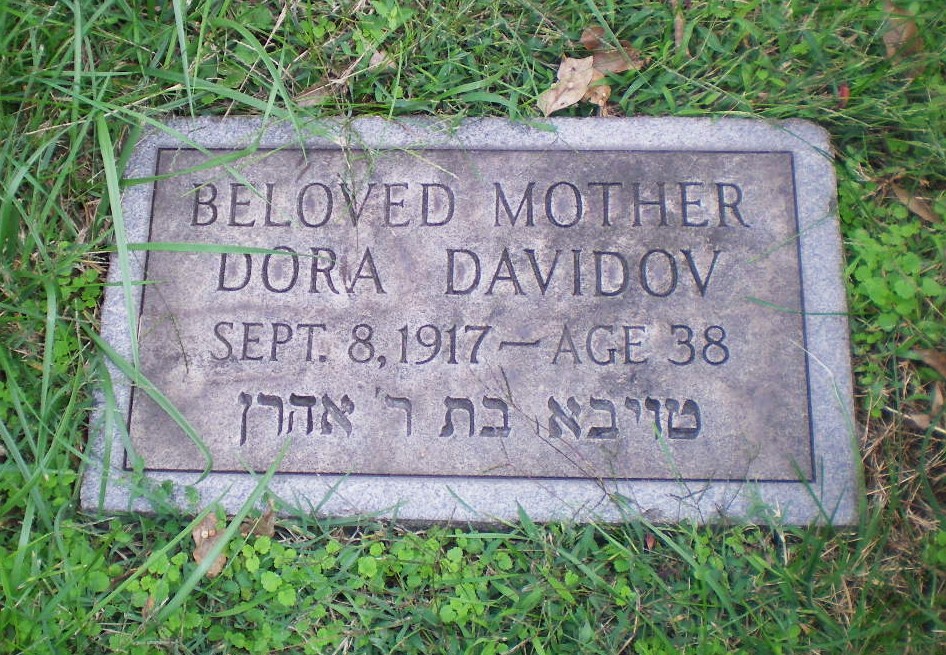 BELOVED MOTHER
DORA DAVIDOV
SEPT. 8, 1917 — AGE 38
טויבא בת ר' אהרן